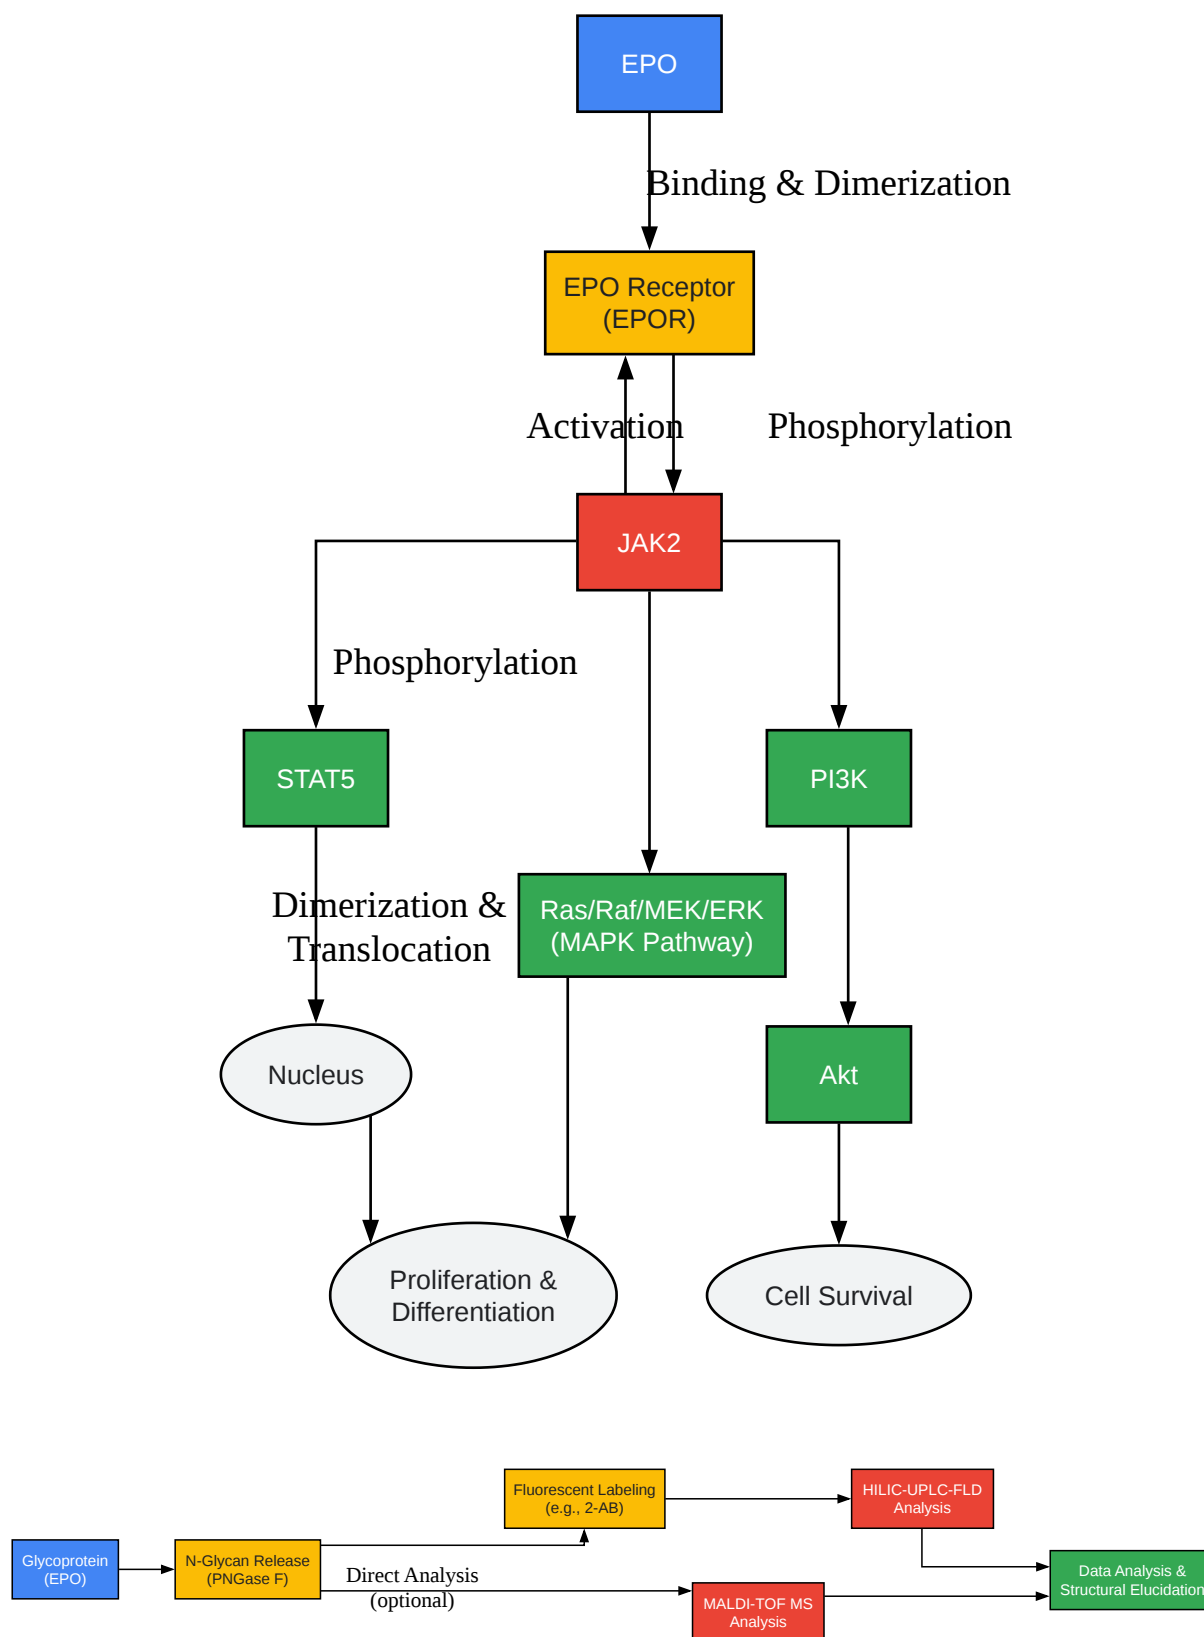 EPO
Binding & Dimerization
EPO Receptor
(EPOR)
Activation
Phosphorylation
JAK2
Phosphorylation
STAT5
PI3K
Dimerization &
Translocation
Ras/Raf/MEK/ERK
(MAPK Pathway)
Nucleus
Akt
Proliferation &
Differentiation
Cell Survival
Fluorescent Labeling
(e.g., 2-AB)
HILIC-UPLC-FLD
Analysis
Glycoprotein
(EPO)
N-Glycan Release
(PNGase F)
Direct Analysis
(optional)
MALDI-TOF MS
Analysis
Data Analysis &
Structural Elucidation